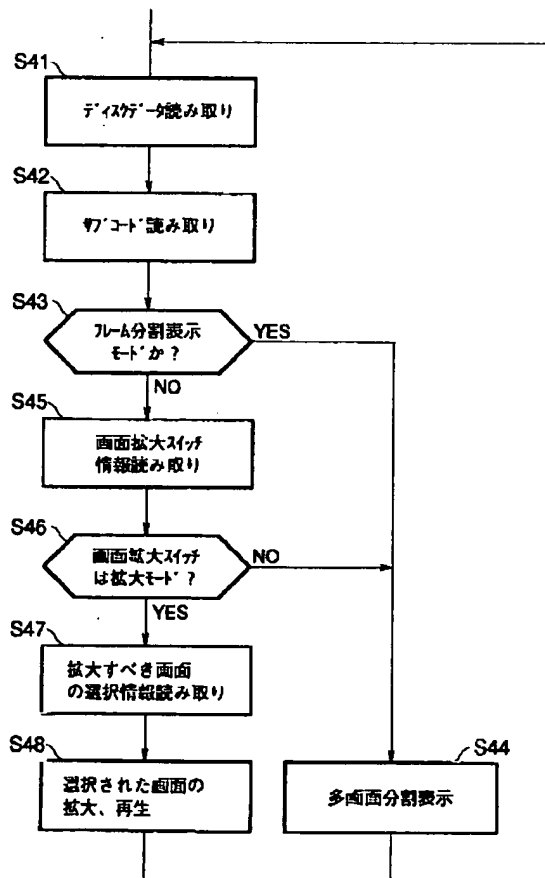 S41
ディスクデータ読み取り
S42
サブコード読み取り
S43
フレーム分割表示
モードか？
YES
NO
S45
画面拡大スイッチ
情報読み取り
S46
画面拡大スイッチ
は拡大モード？
NO
YES
S47
拡大すべき画面
の選択情報読み取り
S48
選択された画面の
拡大、再生
S44
多画面分割表示